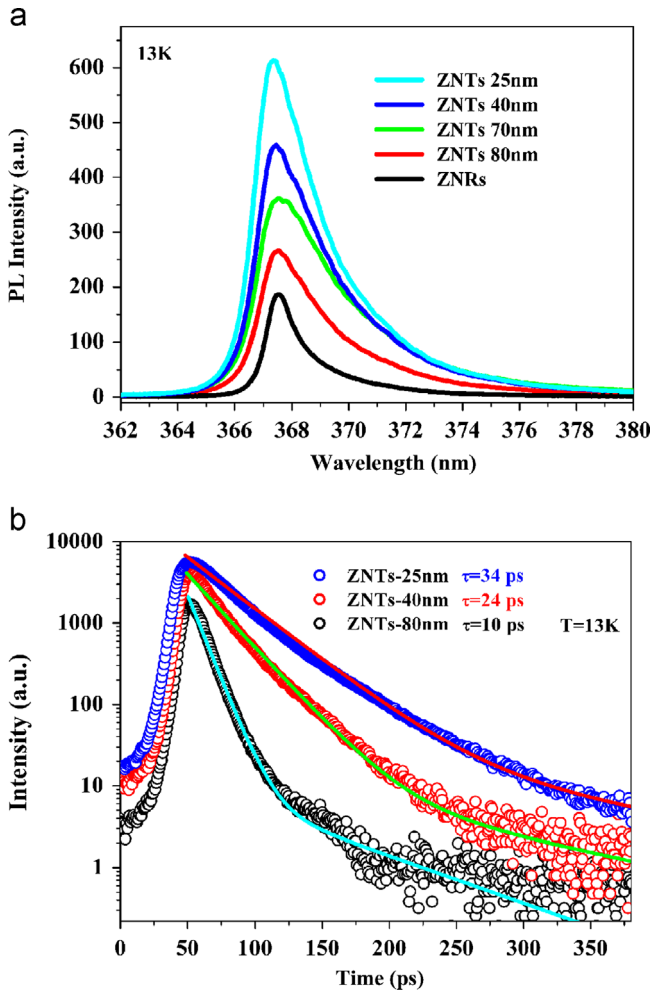 a
13K
ZNTs 25nm
ZNTs 40nm
ZNTs 70nm
ZNTs 80nm
ZNRs
PL Intensity (a.u.)
600
500
400
300
200
100
0
362 364 366 368 370 372 374 376 378 380
Wavelength (nm)
b
ZNTs-25nm τ=34 ps
ZNTs-40nm τ=24 ps
ZNTs-80nm τ=10 ps
T=13K
Intensity (a.u.)
10000
1000
100
10
1
0 50 100 150 200 250 300 350
Time (ps)